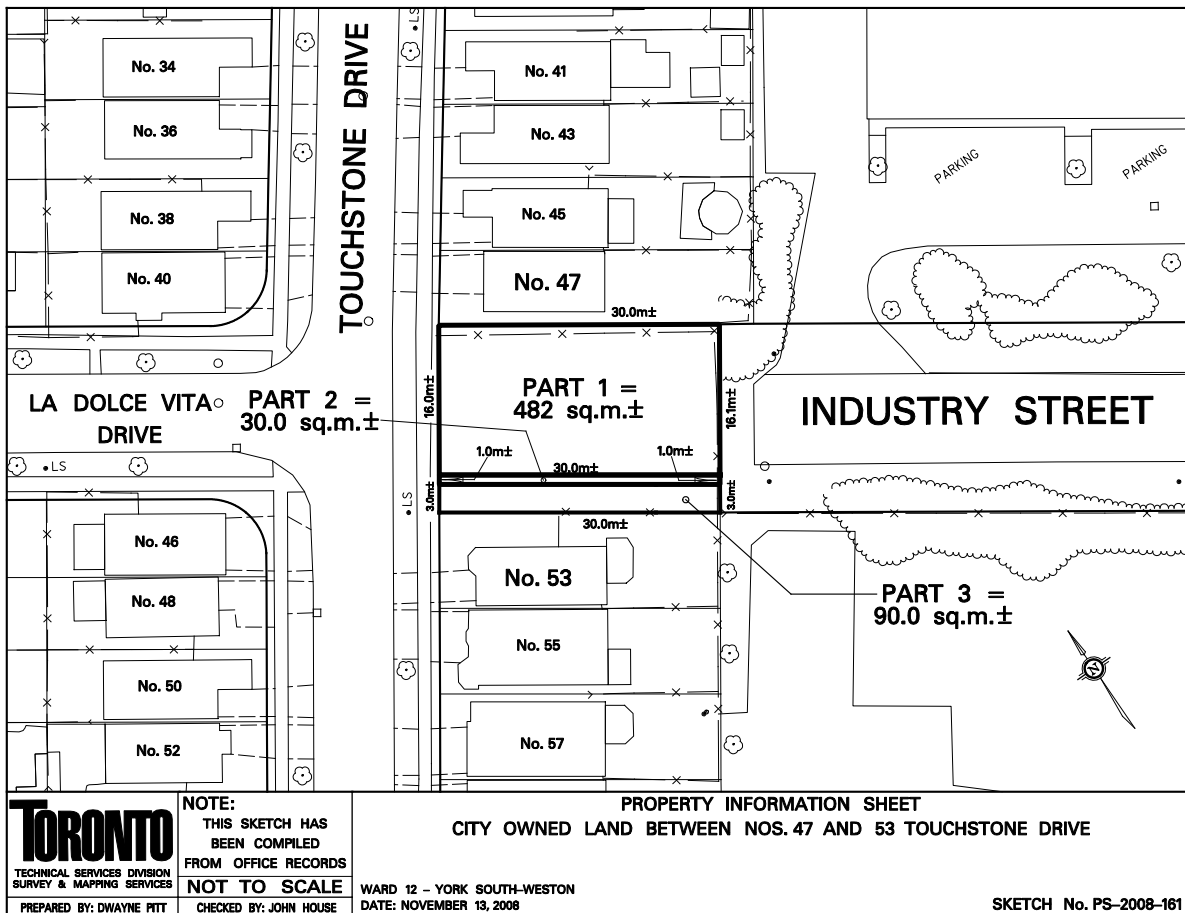 No. 34
No. 36
No. 38
No. 40
TOUCHSTONE DRIVE
LS
No. 41
No. 43
No. 45
No. 47
PARKING
PARKING
30.0m±
LA DOLCE VITA
DRIVE
PART 2 =
30.0 sq.m.±
16.0m±
PART 1 =
482 sq.m.±
16.1m±
INDUSTRY STREET
1.0m±
30.0m±
1.0m±
LS
LS
3.0m±
3.0m±
30.0m±
No. 46
No. 48
No. 50
No. 52
No. 53
No. 55
No. 57
PART 3 =
90.0 sq.m.±
N
TORONTO
TECHNICAL SERVICES DIVISION
SURVEY & MAPPING SERVICES
PREPARED BY: DWAYNE PITT
NOTE:
THIS SKETCH HAS
BEEN COMPILED
FROM OFFICE RECORDS
NOT TO SCALE
CHECKED BY: JOHN HOUSE
PROPERTY INFORMATION SHEET
CITY OWNED LAND BETWEEN NOS. 47 AND 53 TOUCHSTONE DRIVE
WARD 12 – YORK SOUTH–WESTON
DATE: NOVEMBER 13, 2008
SKETCH No. PS–2008–161